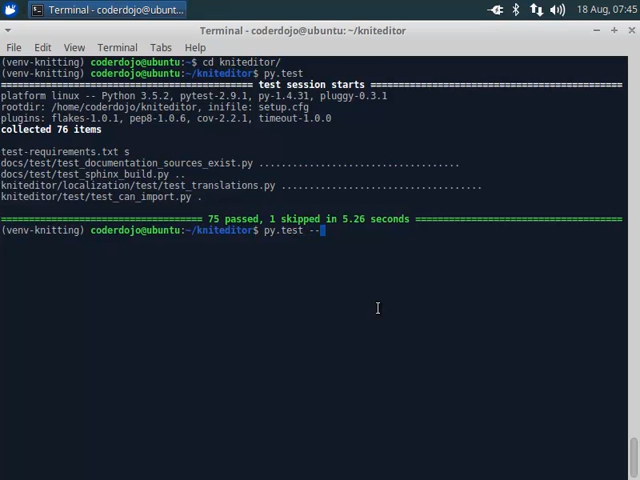 Terminal - coderdojo@ubunt...
18 Aug, 07:45
Terminal - coderdojo@ubuntu: ~/kniteditor
File Edit View Terminal Tabs Help
(venv-knitting) coderdojo@ubuntu:~$ cd kniteditor/
(venv-knitting) coderdojo@ubuntu:~/kniteditor$ py.test
============================================ test session starts ============================================
platform linux -- Python 3.5.2, pytest-2.9.1, py-1.4.31, pluggy-0.3.1
rootdir: /home/coderdojo/kniteditor, inifile: setup.cfg
plugins: flakes-1.0.1, pep8-1.0.6, cov-2.2.1, timeout-1.0.0
collected 76 items
test-requirements.txt s
docs/test/test_documentation_sources_exist.py ...................................
docs/test/test_sphinx_build.py ..
kniteditor/localization/test/test_translations.py ...................................
kniteditor/test/test_can_import.py .
=================================== 75 passed, 1 skipped in 5.26 seconds ====================================
(venv-knitting) coderdojo@ubuntu:~/kniteditor$ py.test --